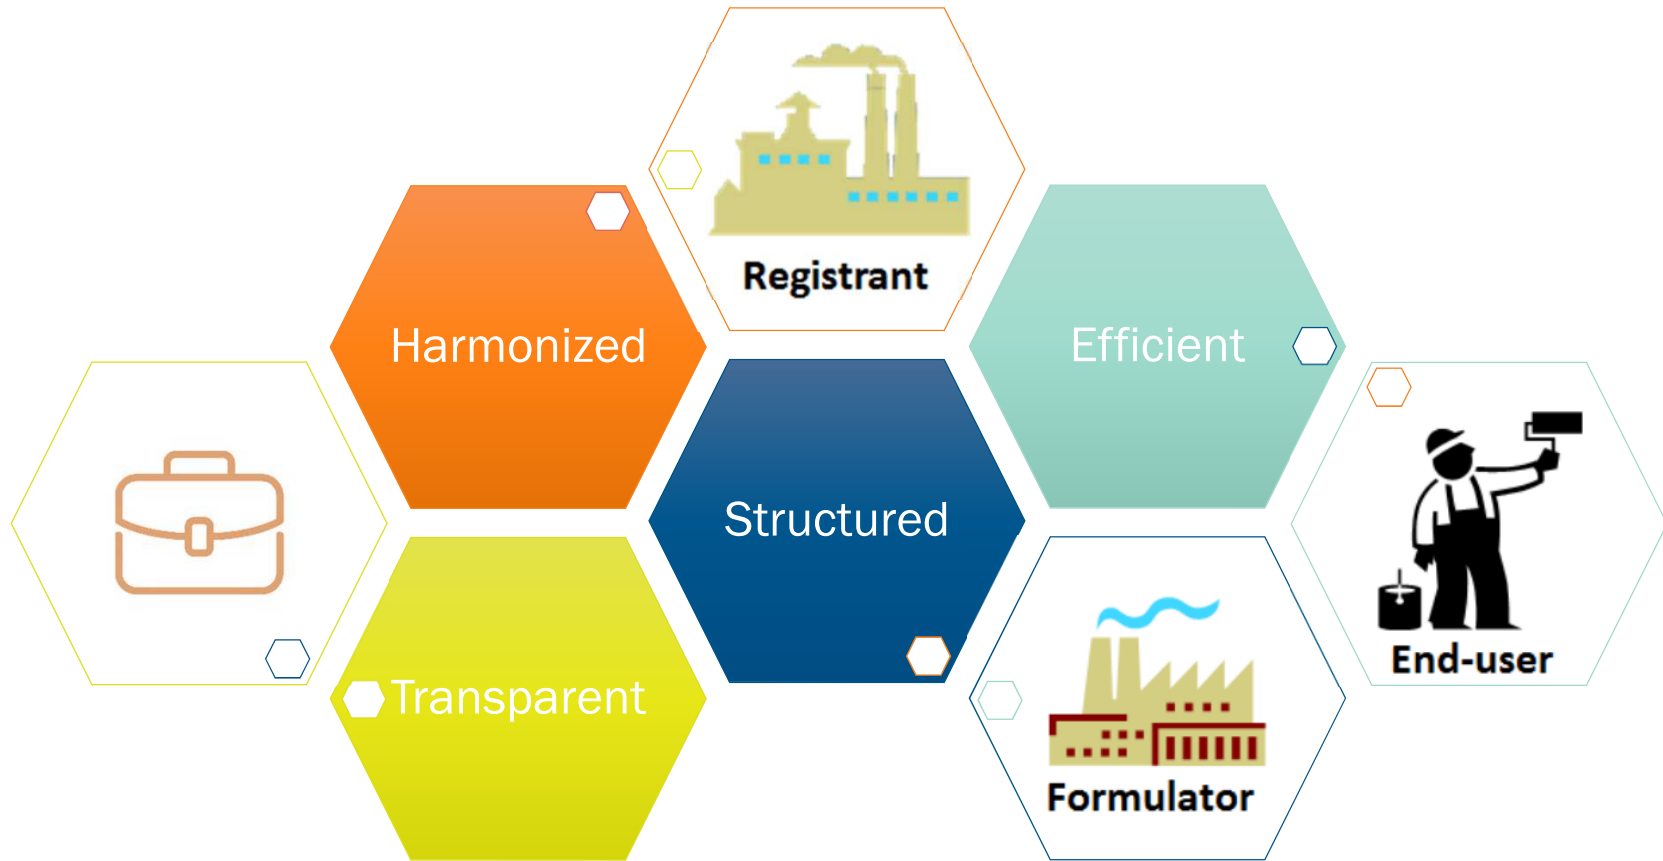 Registrant
Harmonized
Efficient
Structured
End-user
Transparent
Formulator